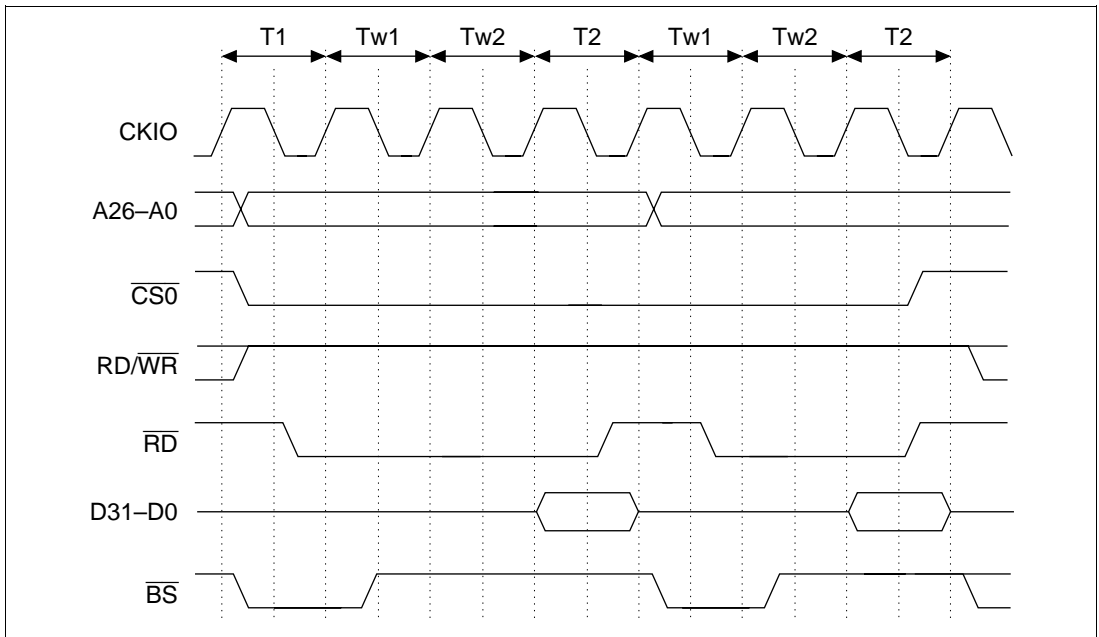 T1 Tw1 Tw2 T2 Tw1 Tw2 T2
CKIO
A26–A0
CS0
RD/WR
RD
D31–D0
BS